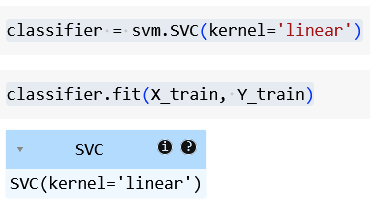 classifier = svm.SVC(kernel='linear')
classifier.fit(X_train, Y_train)
SVC
SVC(kernel='linear')